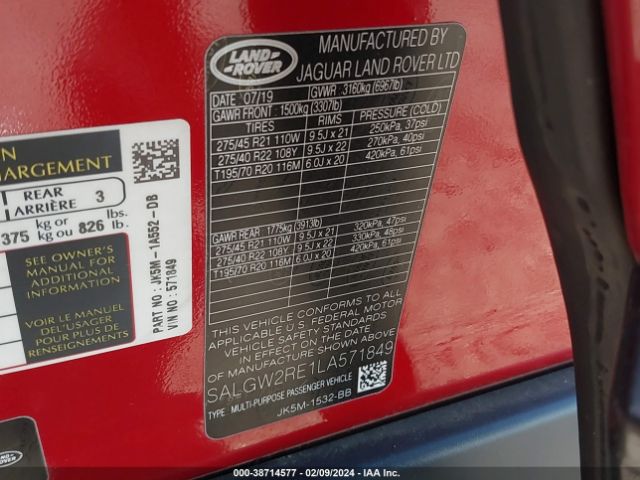 LAND-
ROVER
MANUFACTURED BY
JAGUAR LAND ROVER LTD
DATE 07/19 GVWR : 3160kg (6967lb)
GAWR FRONT : 1500kg (3307lb)
TIRES RIMS PRESSURE (COLD)
275/45 R21 110W 9.5J x 21 250kPa, 37psi
275/40 R22 108Y 9.5J x 22 270kPa, 40psi
T195/70 R20 116M 6.0J x 20 420kPa, 61psi
GAWR REAR 1775kg (3913lb)
275/45 R21 110W 9.5J x 21 320kPa, 47psi
275/40 R22 108Y 9.5J x 22 330kPa, 48psi
T195/70 R20 116M 6.0J x 20 420kPa, 61psi
THIS VEHICLE CONFORMS TO ALL
APPLICABLE U.S FEDERAL MOTOR
VEHICLE SAFETY STANDARDS
IN EFFECT ON THE DATE
OF MANUFACTURE SHOWN ABOVE
SALGW2RE1LA571849
TYPE : MULTI-PURPOSE PASSENGER VEHICLE
JK5M-1532-BB
HARGEMENT
REAR
ARRIÈRE 3
375 kg or
kg ou 826 lbs.
lb.
SEE OWNER'S
MANUAL FOR
ADDITIONAL
INFORMATION
VOIR LE MANUEL
DEL'USAGER
POUR PLUS DE
RENSEIGNEMENTS
PART NO : JK5M-1A552-DB
VIN NO : 571849
000-38714577 - 02/09/2024 - IAA Inc.